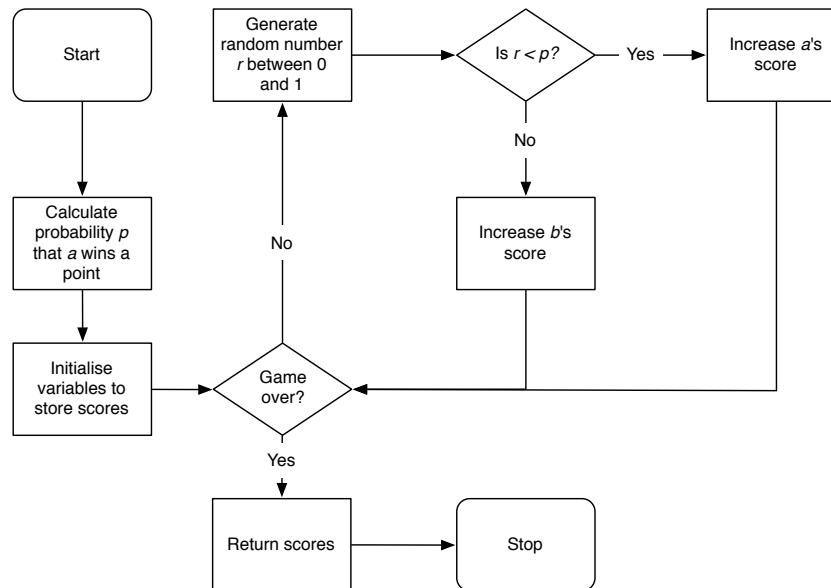 Start
Generate
random number
r between 0
and 1
Is r < p?
Yes
Increase a's
score
No
Calculate
probability p
that a wins a
point
Increase b's
score
No
Initialise
variables to
store scores
Game
over?
Yes
Return scores
Stop